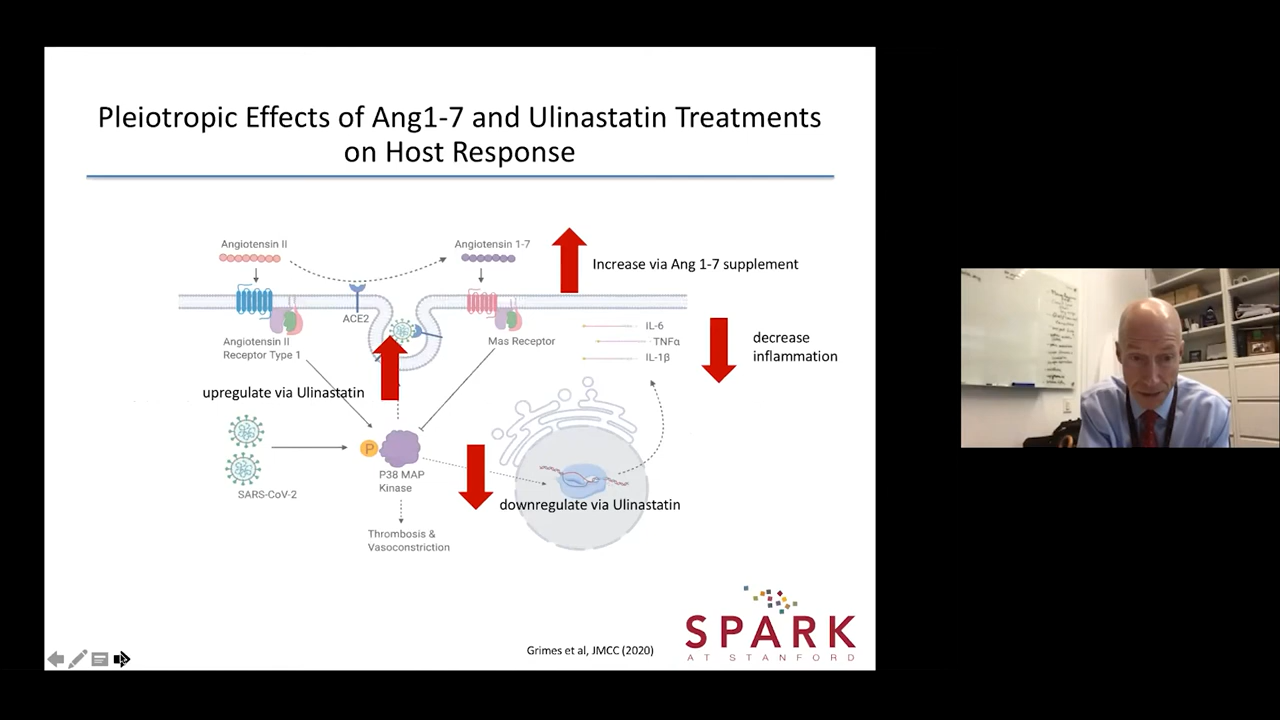 Pleiotropic Effects of Ang1-7 and Ulinastatin Treatments
on Host Response
Angiotensin II
Angiotensin 1-7
Increase via Ang 1-7 supplement
ACE2
Angiotensin II
Receptor Type 1
Mas Receptor
IL-6
TNFα
IL-1β
decrease
inflammation
upregulate via Ulinastatin
P
P38 MAP
Kinase
SARS-CoV-2
downregulate via Ulinastatin
Thrombosis &
Vasoconstriction
Grimes et al, JMCC (2020)
SPARK
AT STANFORD